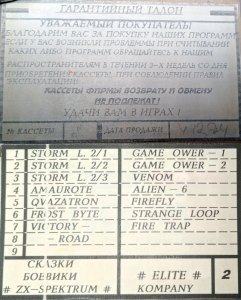 ГАРАНТИЙНЫЙ ТАЛОН
УВАЖАЕМЫЙ ПОКУПАТЕЛЬ!
БЛАГОДАРИМ ВАС ЗА ПОКУПКУ НАШИХ ПРОГРАММ
ЕСЛИ У ВАС ВОЗНИКЛИ ПРОБЛЕМЫ ПРИ СЧИТЫВАНИИ
КАКИХ ЛИБО ПРОГРАММ ОБРАЩАЙТЕСЬ К НАШИМ
РАСПРОСТРАНИТЕЛЯМ В ТЕЧЕНИИ 3-Х НЕДЕЛЬ СО ДНЯ
ПРИОБРЕТЕНИЯ КАССЕТЫ, ПРИ СОБЛЮДЕНИИ ПРАВИЛ
ЭКСПЛУАТАЦИИ!
КАССЕТЫ ФИРМЫ ВОЗВРАТУ И ОБМЕНУ
НЕ ПОДЛЕЖАТ!
УДАЧИ ВАМ В ИГРАХ !
№ КАССЕТЫ ДАТА ПРОДАЖИ
1 STORM L. 2/1 GAME OWER - 1
2 STORM L. 2/2 GAME OWER - 2
3 STORM L. 2/3 VENOM
4 AMAUROTE ALIEN - 6
5 QVAZATRON FIREFLY
6 FROST BYTE STRANGE LOOP
7 VICTORY - FIRE TRAP
8 - ROAD
9
СКАЗКИ
БОЕВИКИ # ELITE # 2
# ZX-SPEKTRUM # KOMPANY